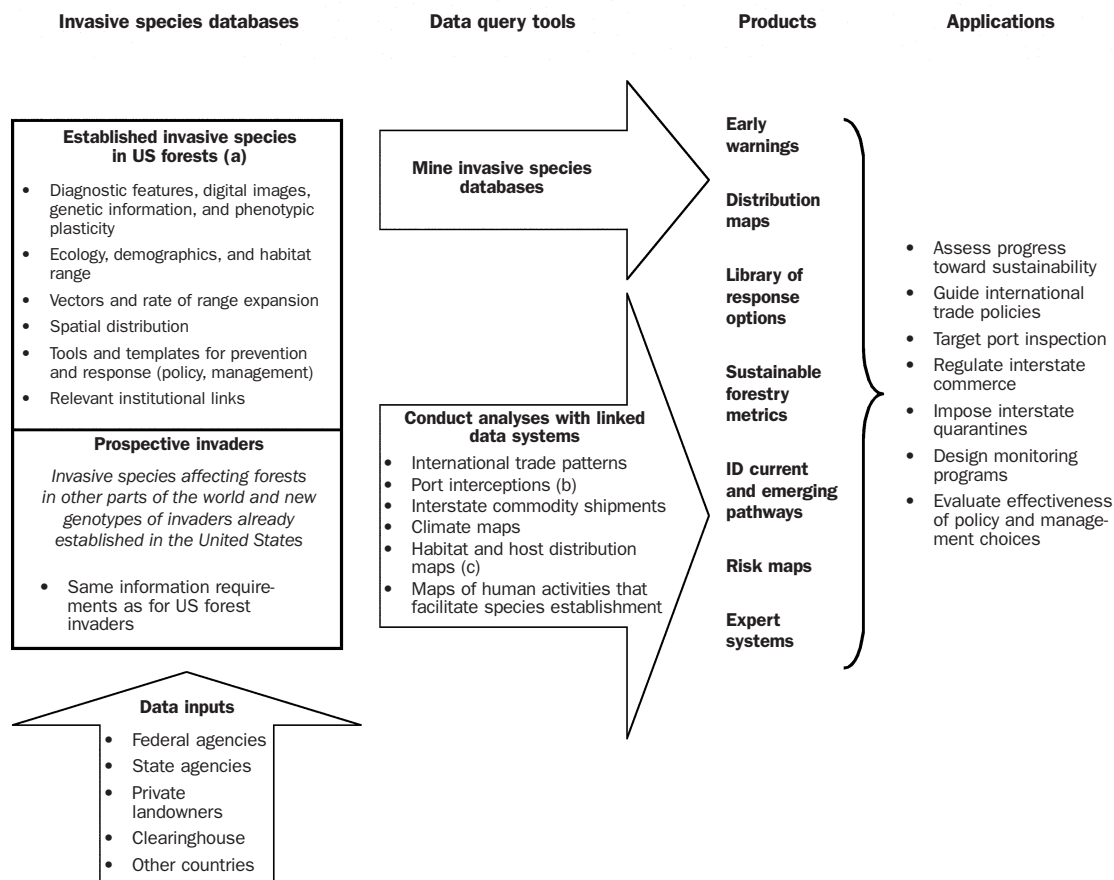 Invasive species databases
Data query tools
Products
Applications
Established invasive species
in US forests (a)
• Diagnostic features, digital images,
genetic information, and phenotypic
plasticity
• Ecology, demographics, and habitat
range
• Vectors and rate of range expansion
• Spatial distribution
• Tools and templates for prevention
and response (policy, management)
• Relevant institutional links
Prospective invaders
Invasive species affecting forests
in other parts of the world and new
genotypes of invaders already
established in the United States
• Same information require-
ments as for US forest
invaders
Data inputs
• Federal agencies
• State agencies
• Private
landowners
• Clearinghouse
• Other countries
Mine invasive species
databases
Conduct analyses with linked
data systems
• International trade patterns
• Port interceptions (b)
• Interstate commodity shipments
• Climate maps
• Habitat and host distribution
maps (c)
• Maps of human activities that
facilitate species establishment
Early
warnings
Distribution
maps
Library of
response
options
Sustainable
forestry
metrics
ID current
and emerging
pathways
Risk maps
Expert
systems
• Assess progress
toward sustainability
• Guide international
trade policies
• Target port inspection
• Regulate interstate
commerce
• Impose interstate
quarantines
• Design monitoring
programs
• Evaluate effectiveness
of policy and manage-
ment choices